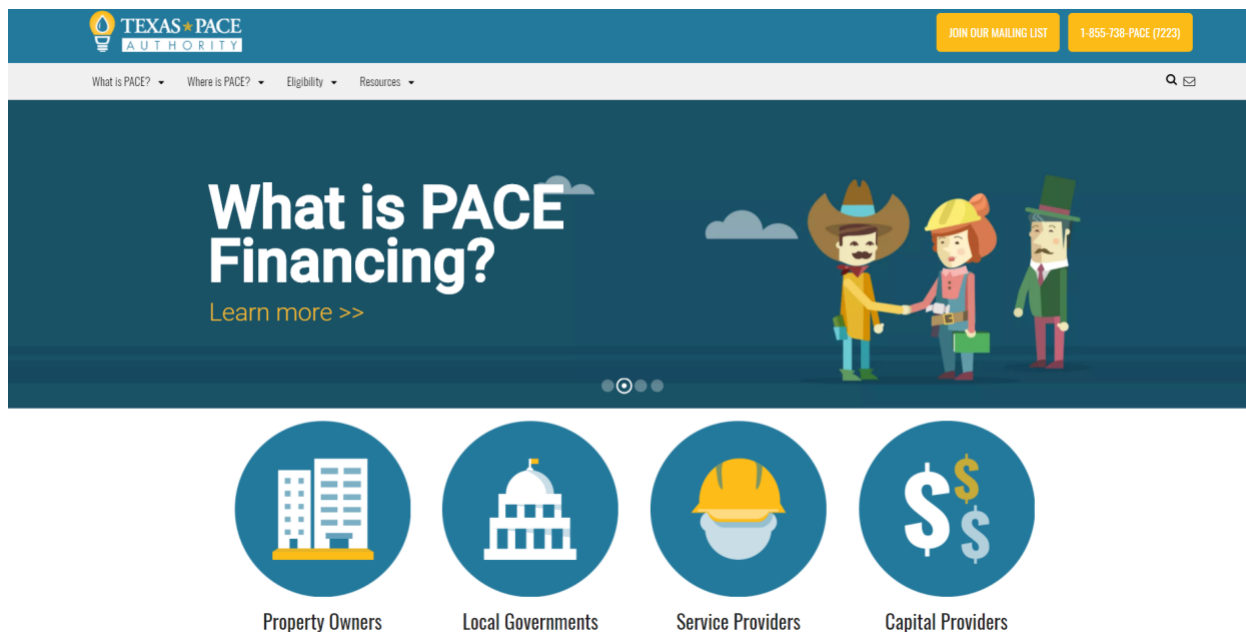 TEXAS★PACE
AUTHORITY
JOIN OUR MAILING LIST
1-855-738-PACE (7223)
What is PACE?
Where is PACE?
Eligibility
Resources
What is PACE
Financing?
Learn more >>
$
$
$
Property Owners
Local Governments
Service Providers
Capital Providers